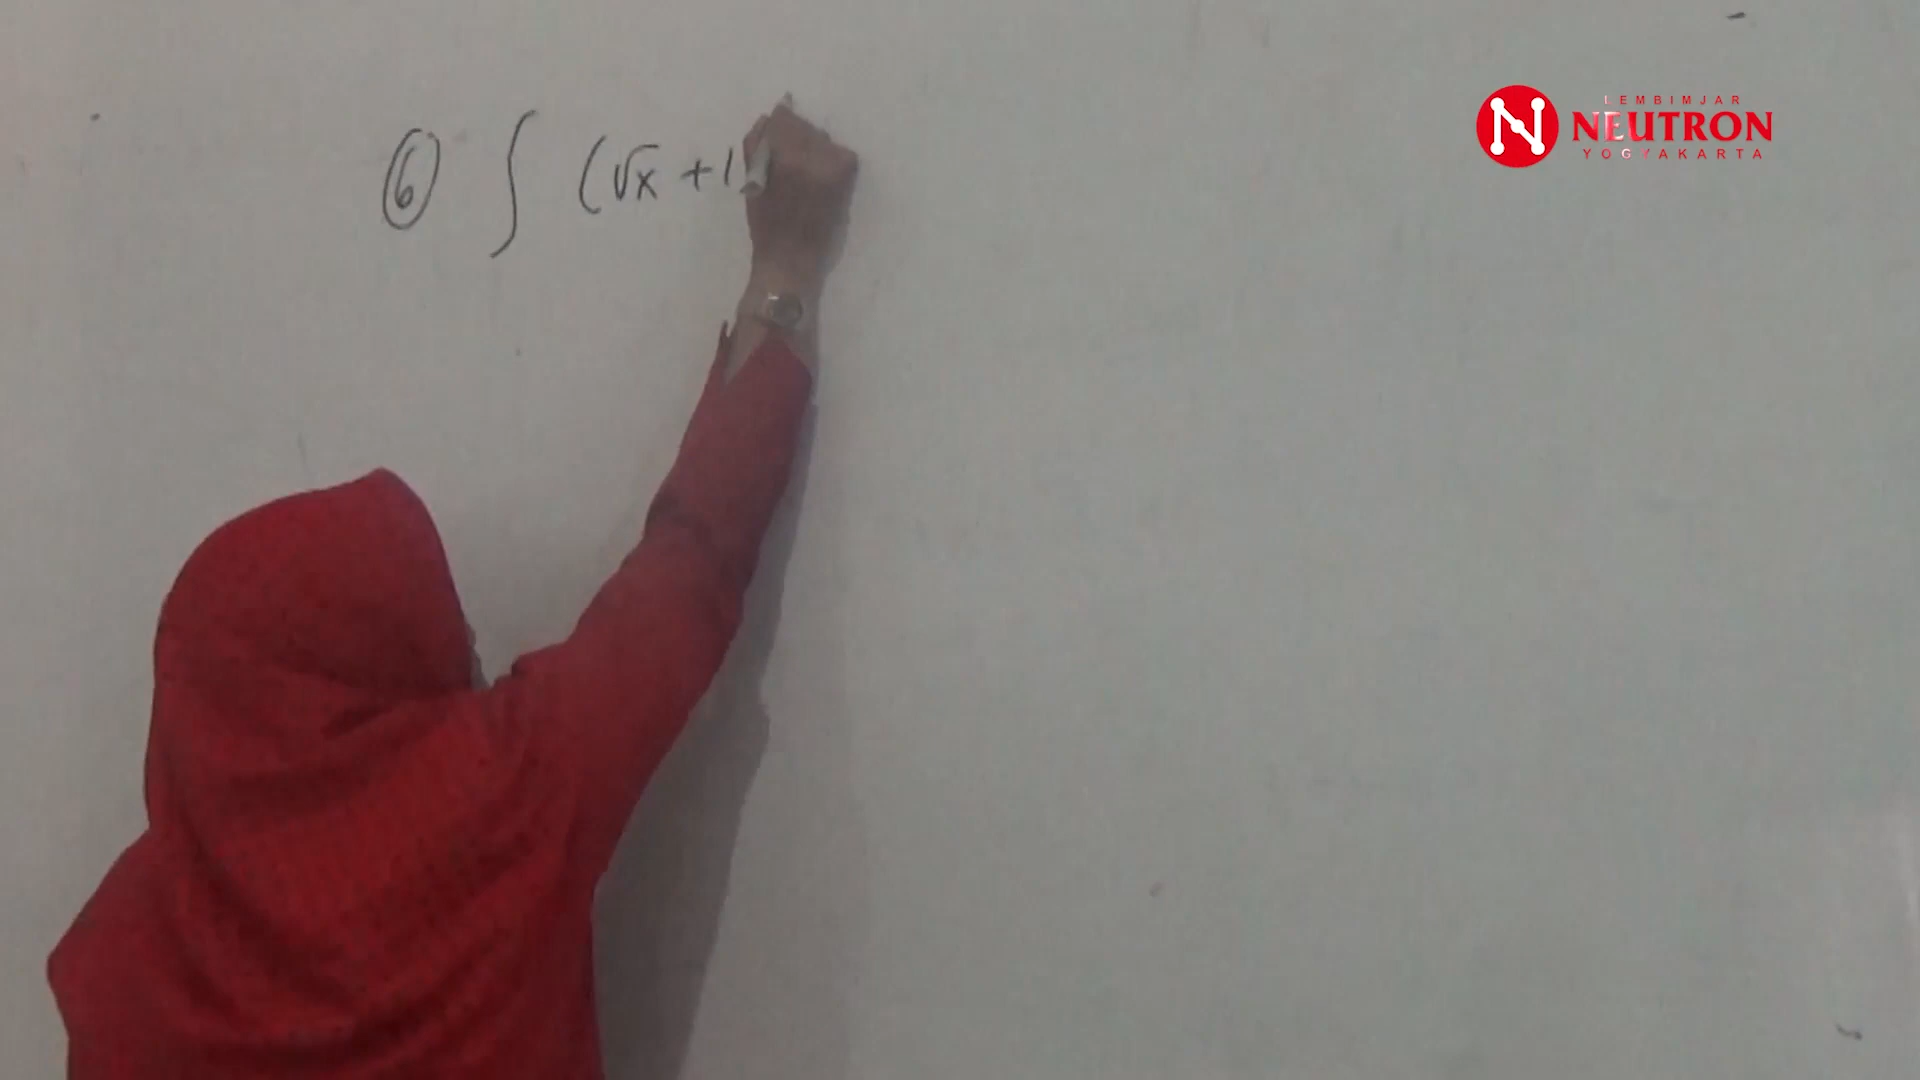 ⑥ ∫ (√x + 1
LEMBIMJAR
NEUTRON
YOGYAKARTA